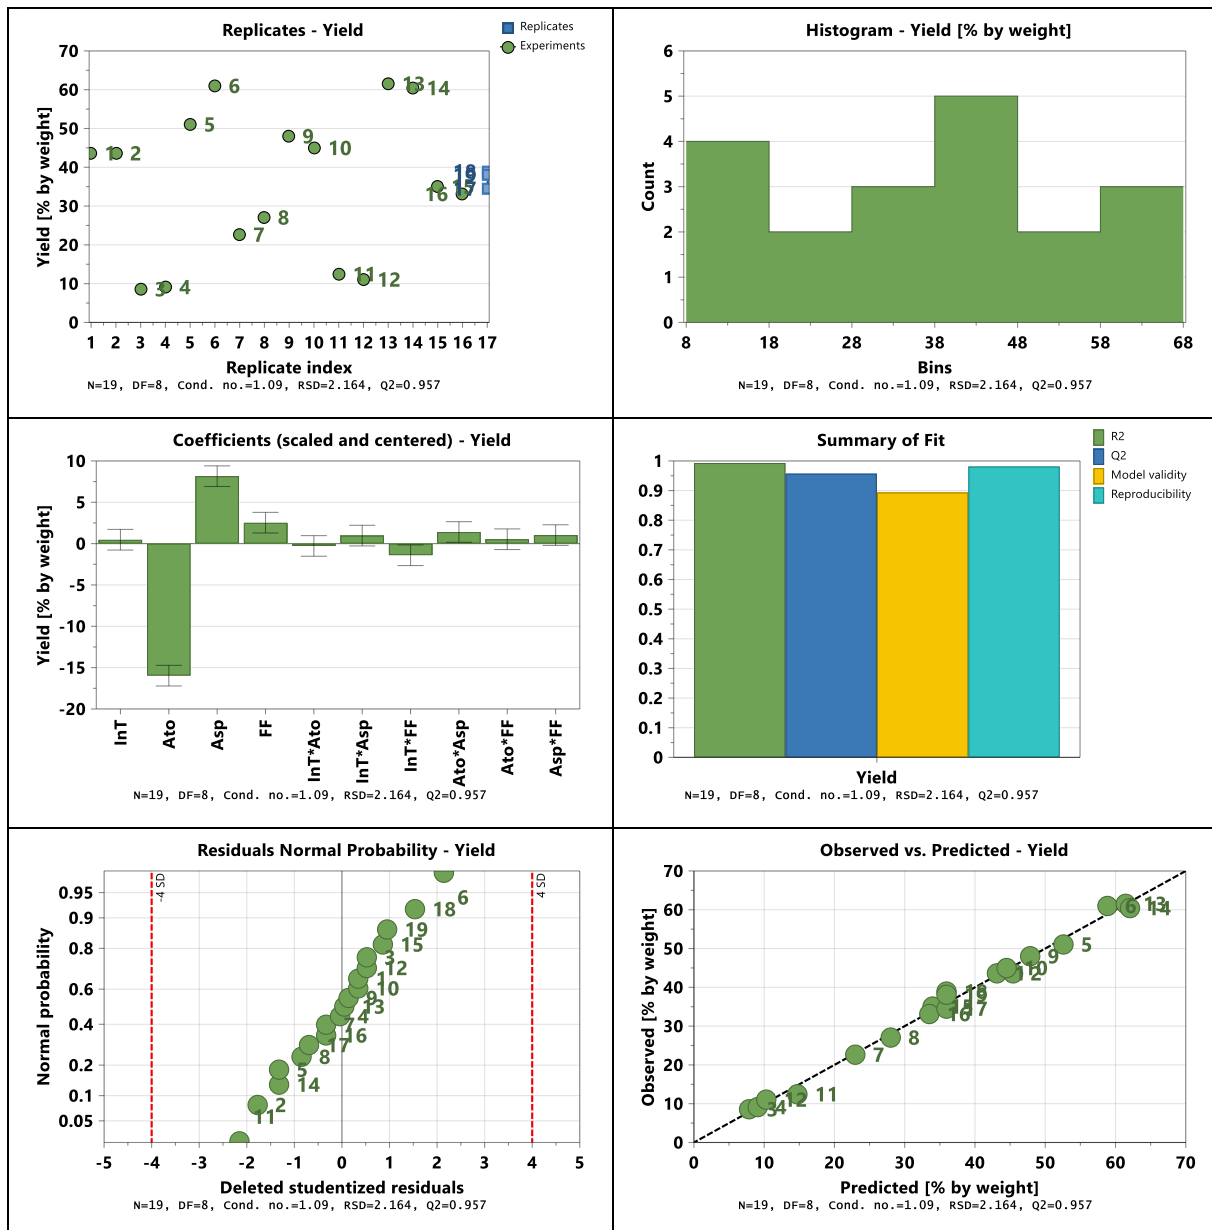 Replicates - Yield
Replicates
Experiments
Yield [% by weight]
70
60
50
40
30
20
10
0
1 2 3 4 5 6 7 8 9 10 11 12 13 14 15 16 17
1 2 3 4 5 6 7 8 9 10 11 12 13 14 15 16 17 18 19
Replicate index
N=19, DF=8, Cond. no.=1.09, RSD=2.164, Q2=0.957
Histogram - Yield [% by weight]
Count
6
5
4
3
2
1
0
8 18 28 38 48 58 68
Bins
N=19, DF=8, Cond. no.=1.09, RSD=2.164, Q2=0.957
Coefficients (scaled and centered) - Yield
Yield [% by weight]
10
5
0
-5
-10
-15
-20
InT Ato Asp FF InT*Ato InT*Asp InT*FF Ato*Asp Ato*FF Asp*FF
N=19, DF=8, Cond. no.=1.09, RSD=2.164, Q2=0.957
Summary of Fit
R2
Q2
Model validity
Reproducibility
1
0.9
0.8
0.7
0.6
0.5
0.4
0.3
0.2
0.1
0
Yield
N=19, DF=8, Cond. no.=1.09, RSD=2.164, Q2=0.957
Residuals Normal Probability - Yield
Normal probability
-4 SD
4 SD
0.95
0.9
0.8
0.6
0.4
0.2
0.1
0.05
6
18
19
15
3
12
1
10
9
13
4
7
16
17
8
5
14
2
11
-5 -4 -3 -2 -1 0 1 2 3 4 5
Deleted studentized residuals
N=19, DF=8, Cond. no.=1.09, RSD=2.164, Q2=0.957
Observed vs. Predicted - Yield
Observed [% by weight]
70
60
50
40
30
20
10
0
6 13
14
5
9
10
1 2
18
19
15 17
16
8
7
11
12
3 4
0 10 20 30 40 50 60 70
Predicted [% by weight]
N=19, DF=8, Cond. no.=1.09, RSD=2.164, Q2=0.957